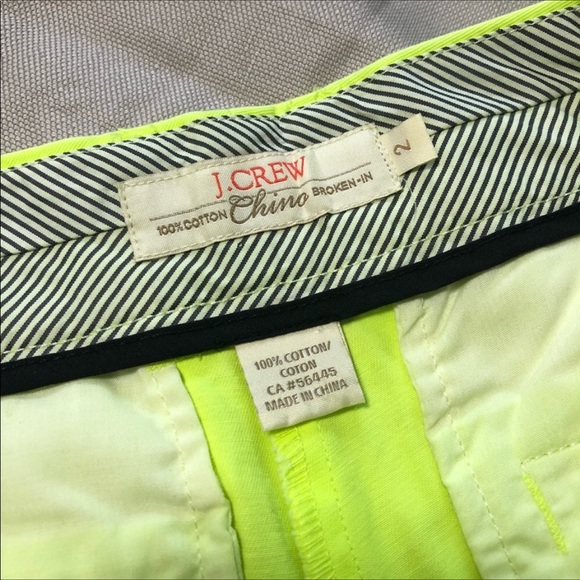 J.CREW
100% COTTON Chino BROKEN-IN
2
100% COTTON/
COTON
CA #56445
MADE IN CHINA